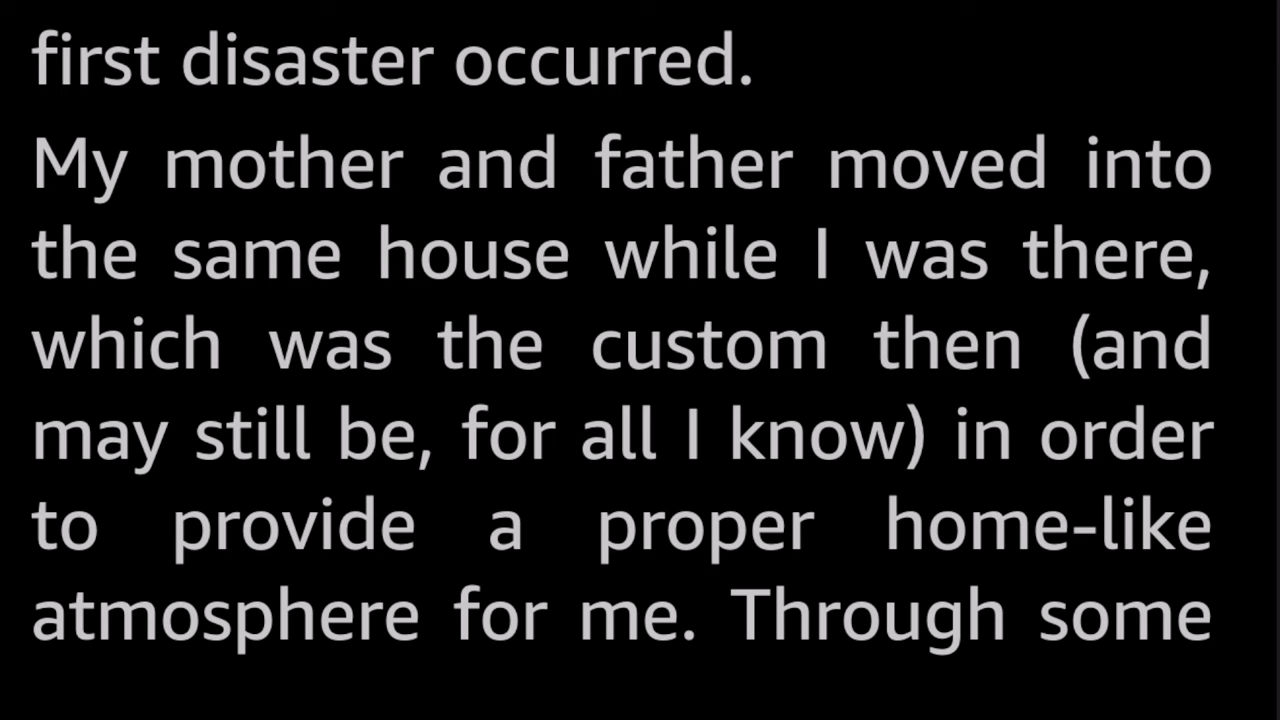 first disaster occurred.
My mother and father moved into
the same house while I was there,
which was the custom then (and
may still be, for all I know) in order
to provide a proper home-like
atmosphere for me. Through some